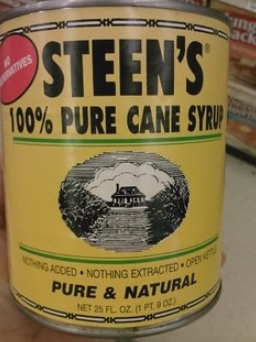 NO
PRESERVATIVES
STEEN'S®
100% PURE CANE SYRUP
NOTHING ADDED • NOTHING EXTRACTED • OPEN KETTLE
PURE & NATURAL
NET 25 FL. OZ. (1 PT. 9 OZ.)